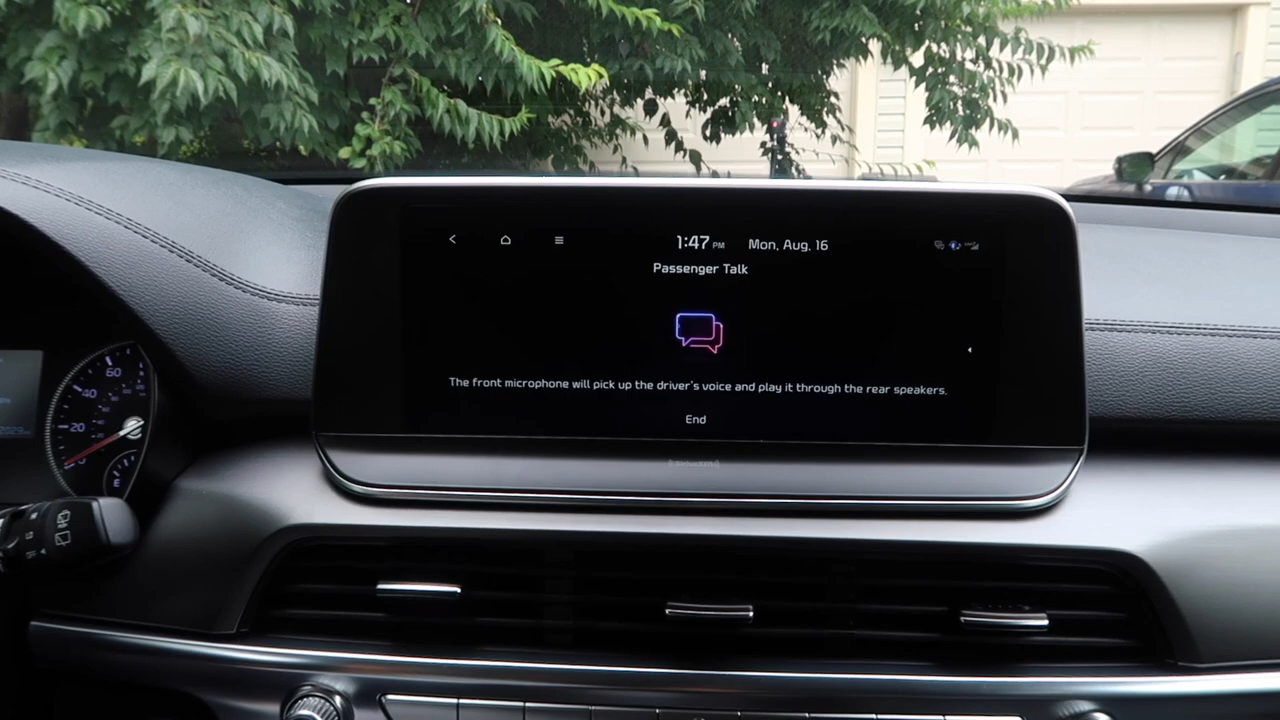 1:47 PM Mon, Aug. 16
Passenger Talk
The front microphone will pick up the driver's voice and play it through the rear speakers.
End
SiriusXM
60
40
20
E